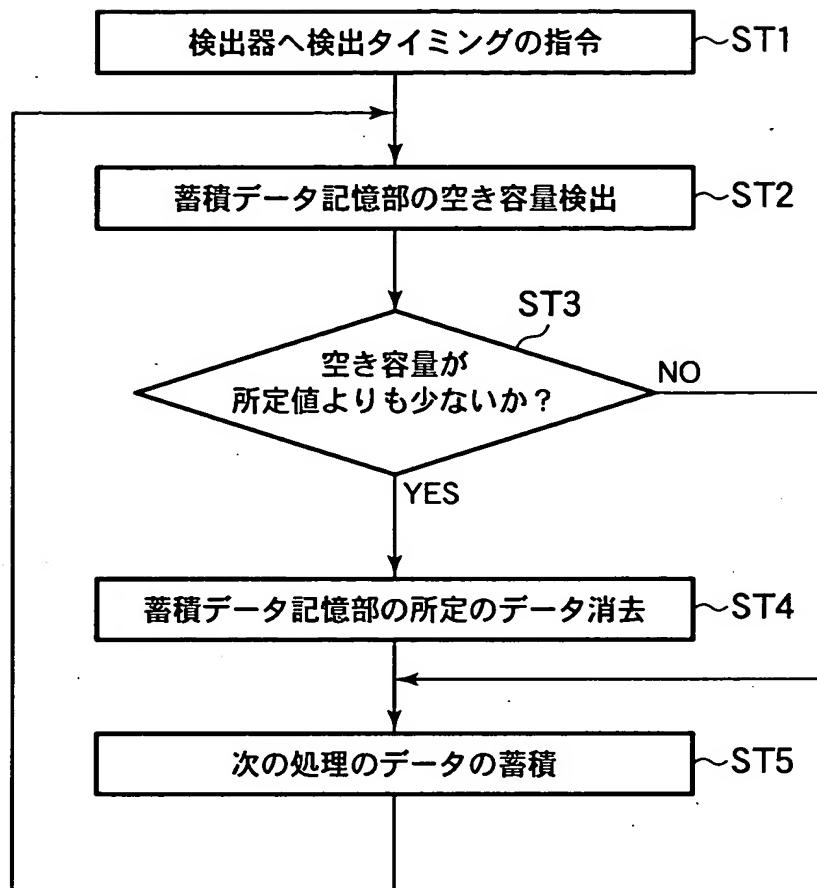 検出器へ検出タイミングの指令 ST1
蓄積データ記憶部の空き容量検出 ST2
ST3
空き容量が
所定値よりも少ないか？
NO
YES
蓄積データ記憶部の所定のデータ消去 ST4
次の処理のデータの蓄積 ST5